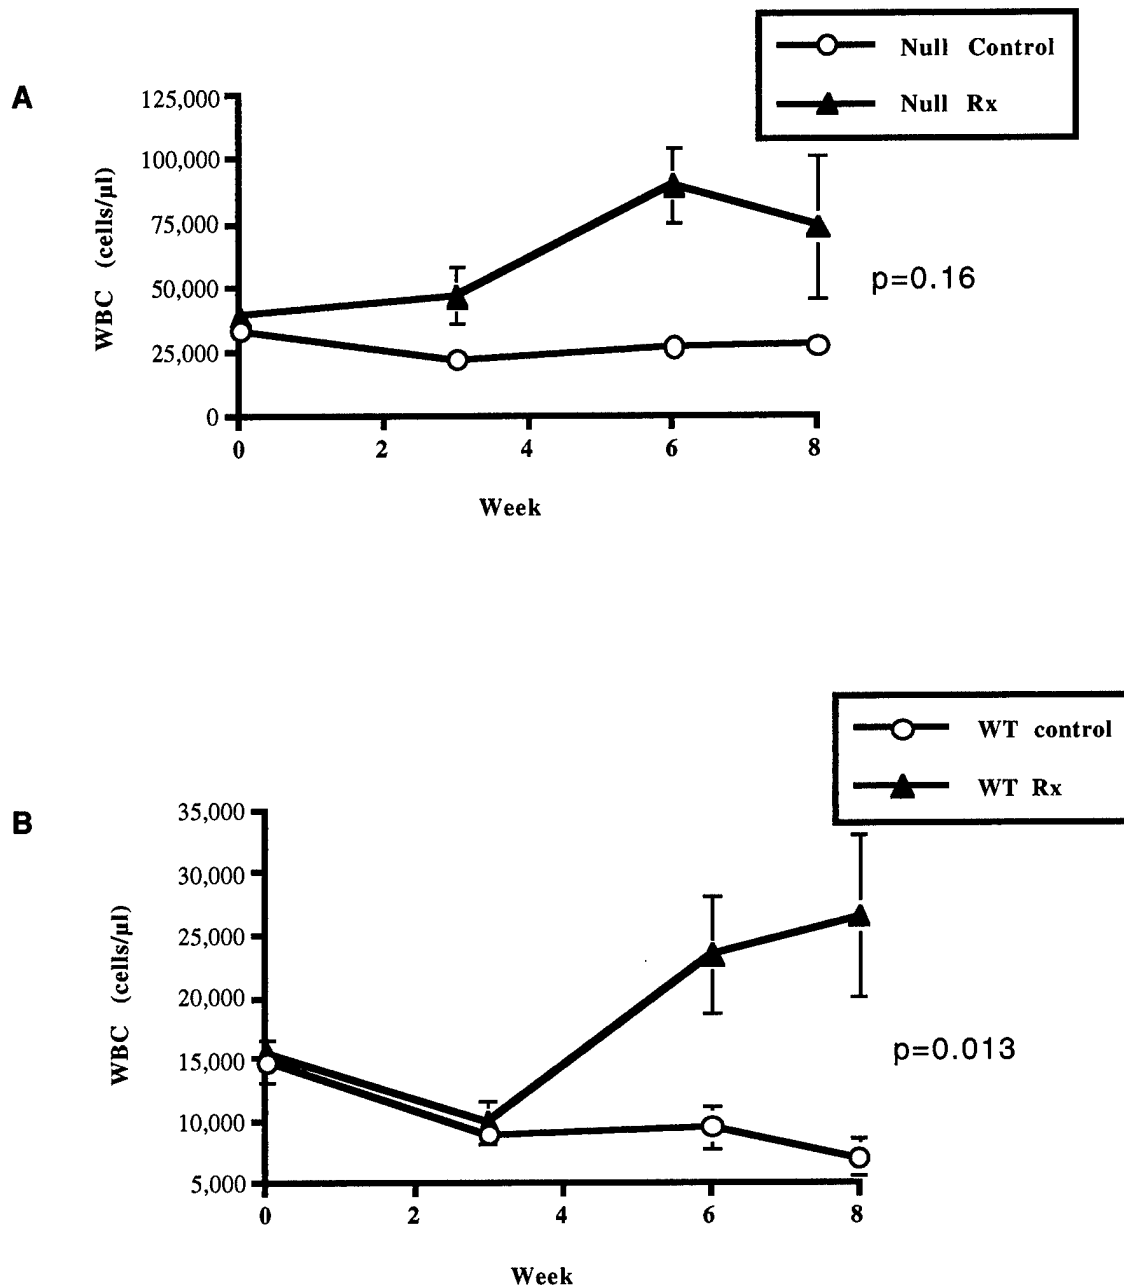 Null Control
Null Rx
A
125,000
100,000
75,000
50,000
25,000
0
WBC (cells/µl)
p=0.16
0 2 4 6 8
Week
WT control
WT Rx
B
35,000
30,000
25,000
20,000
15,000
10,000
5,000
WBC (cells/µl)
p=0.013
0 2 4 6 8
Week